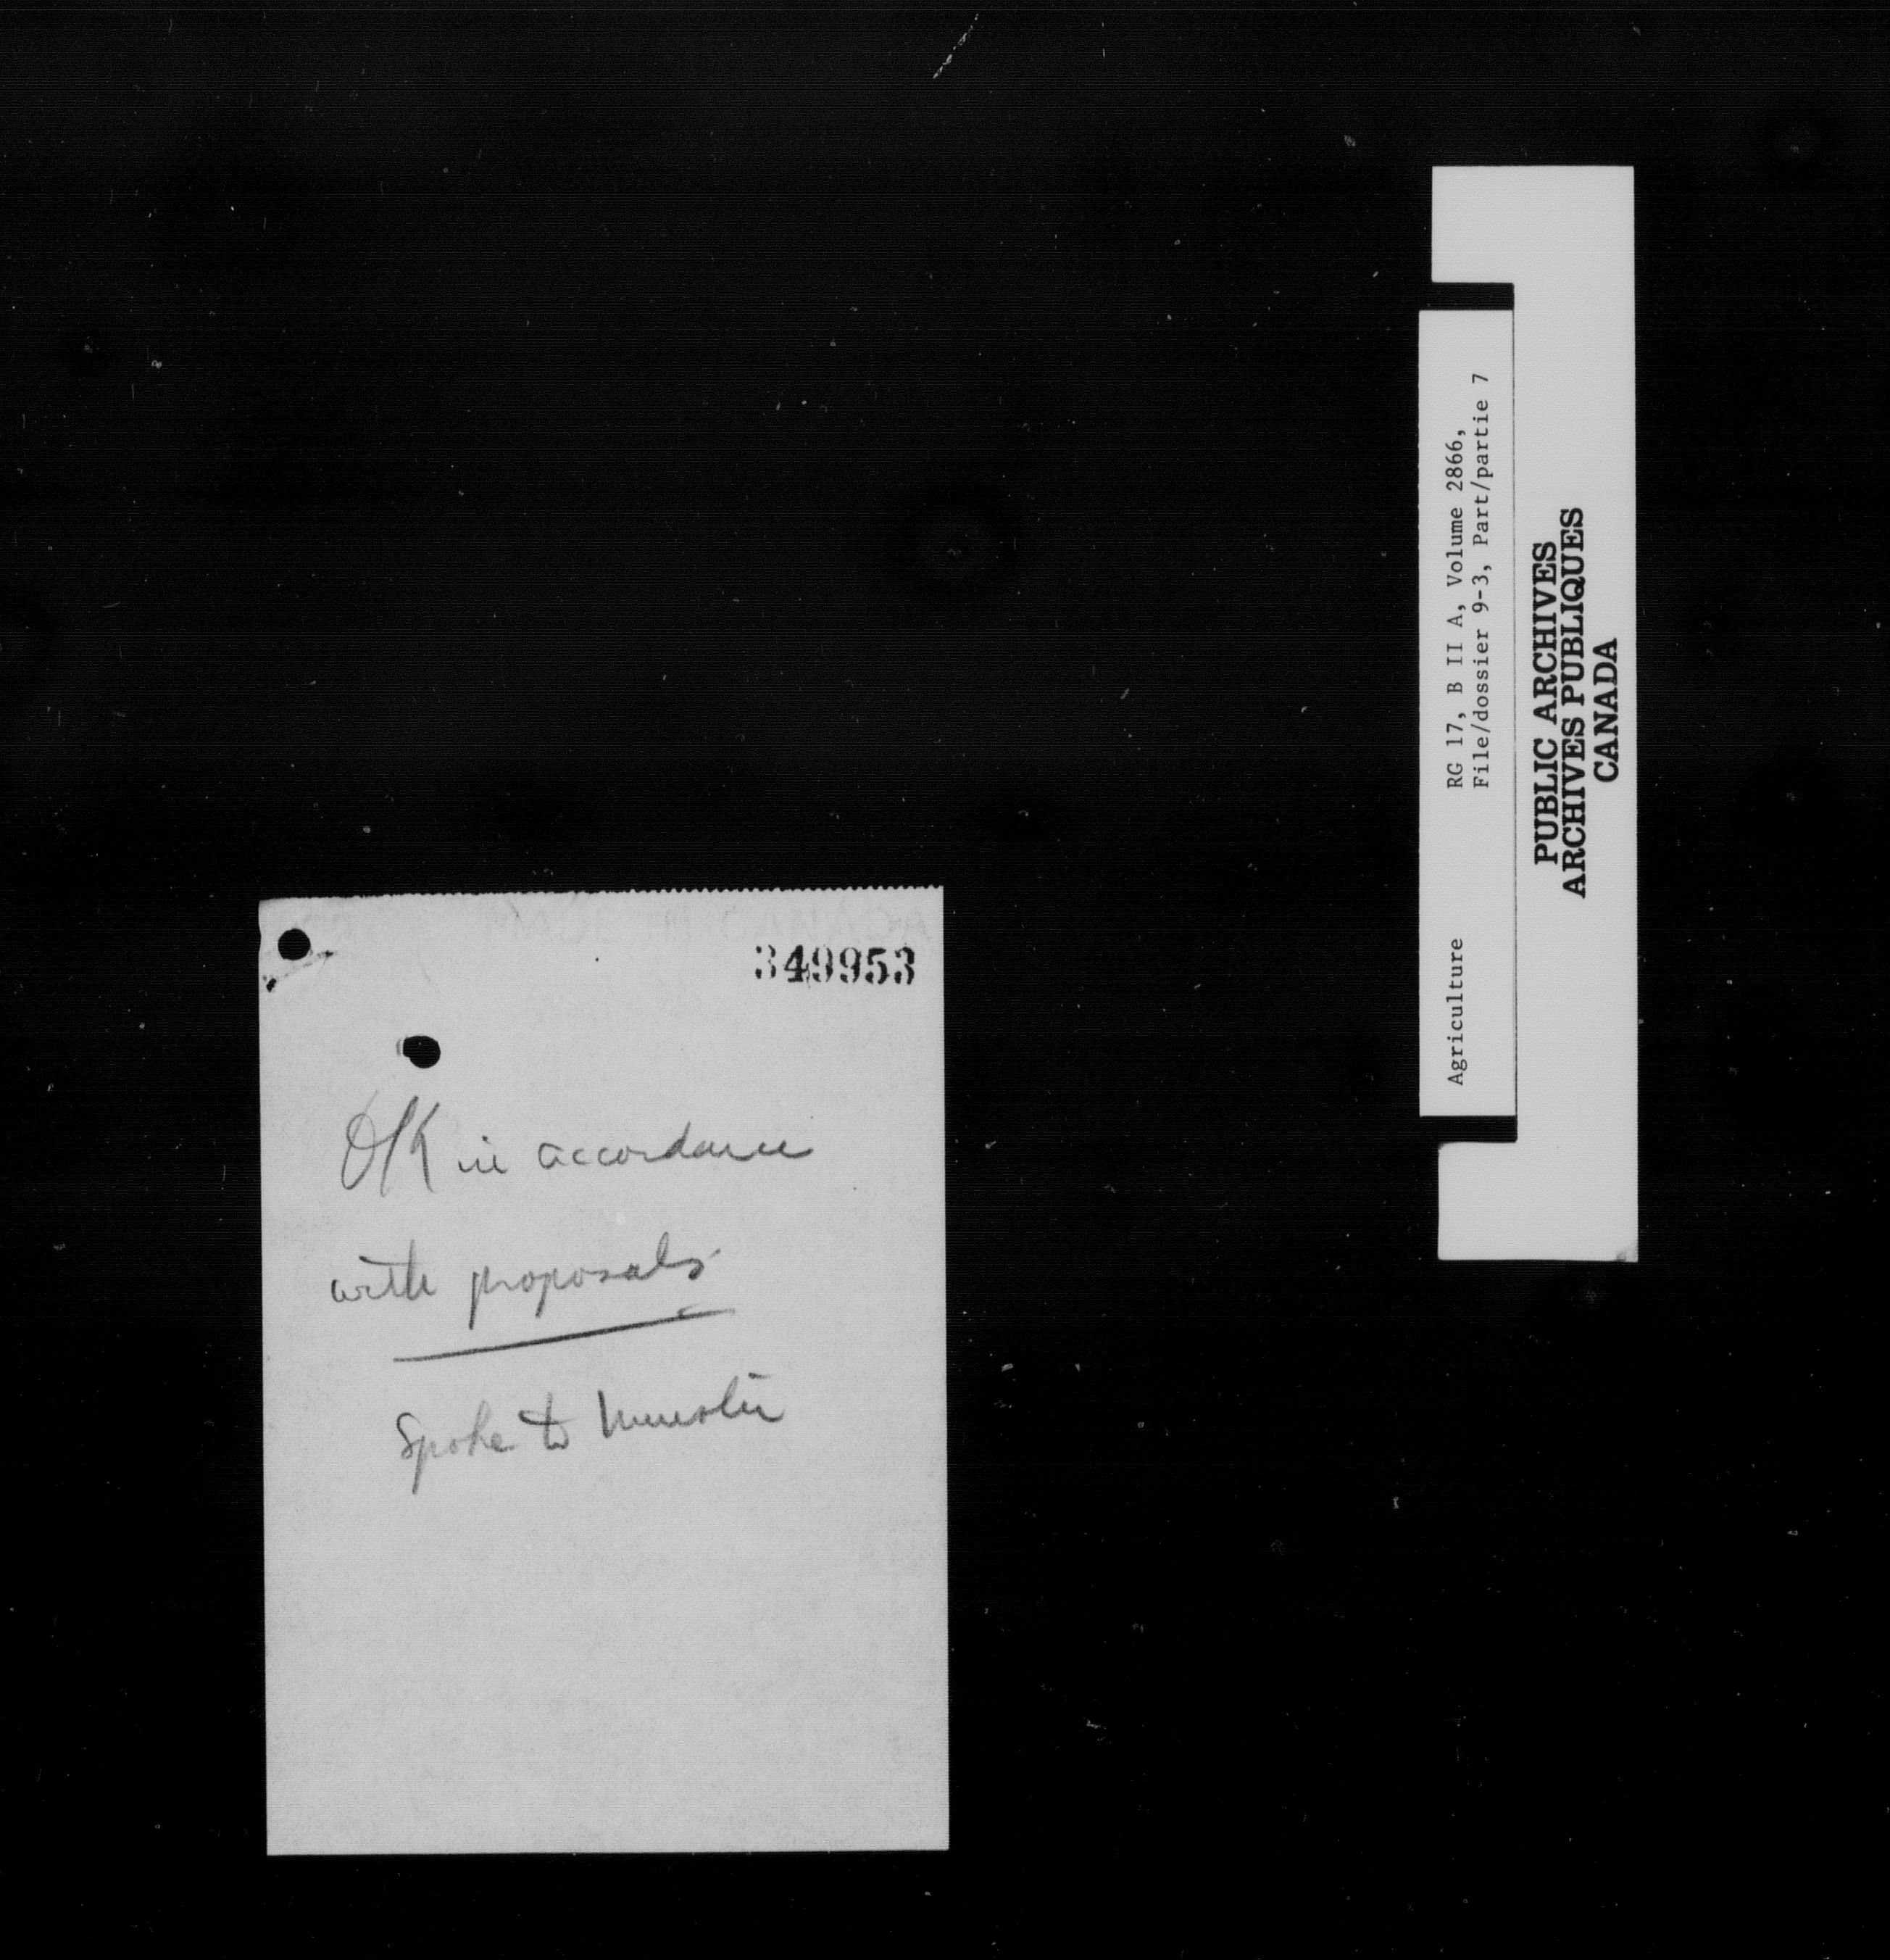 349953
OK in accordance
with proposals
Spoke to Minister
Agriculture
RG 17, B II A, Volume 2866,
File/dossier 9-3, Part/partie 7
PUBLIC ARCHIVES
ARCHIVES PUBLIQUES
CANADA